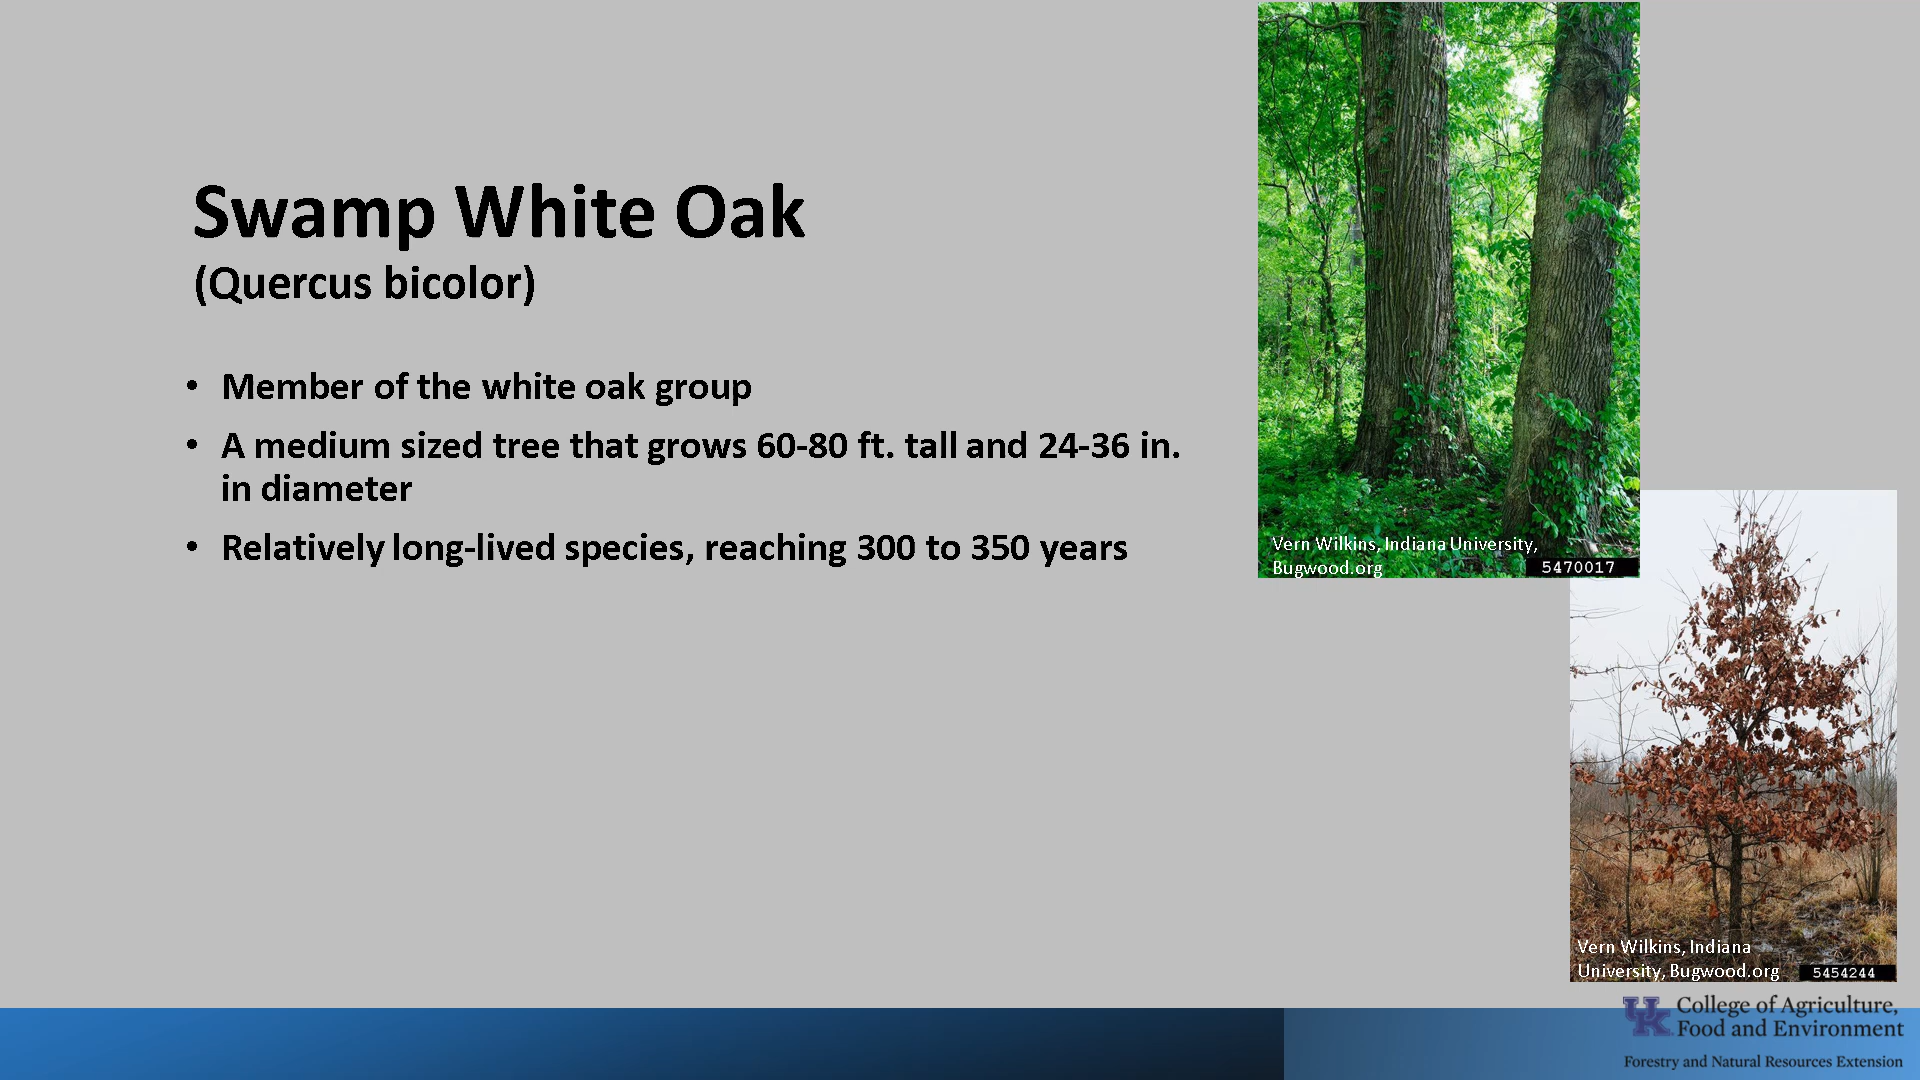 Swamp White Oak
(Quercus bicolor)
• Member of the white oak group
• A medium sized tree that grows 60-80 ft. tall and 24-36 in.
in diameter
• Relatively long-lived species, reaching 300 to 350 years
Vern Wilkins, Indiana University,
Bugwood.org
5470017
Vern Wilkins, Indiana
University, Bugwood.org
5454244
UK
College of Agriculture,
Food and Environment
Forestry and Natural Resources Extension